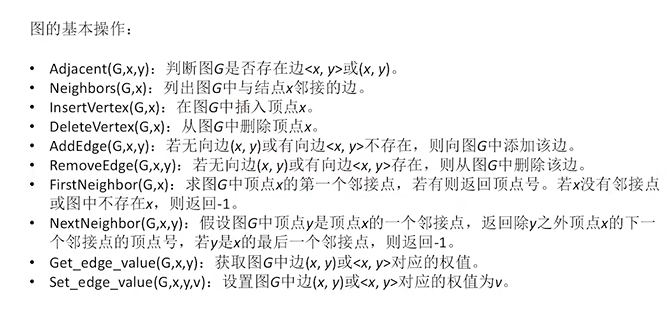 图的基本操作：
• Adjacent(G,x,y)：判断图G是否存在边<x, y>或(x, y)。
• Neighbors(G,x)：列出图G中与结点x邻接的边。
• InsertVertex(G,x)：在图G中插入顶点x。
• DeleteVertex(G,x)：从图G中删除顶点x。
• AddEdge(G,x,y)：若无向边(x, y)或有向边<x, y>不存在，则向图G中添加该边。
• RemoveEdge(G,x,y)：若无向边(x, y)或有向边<x, y>存在，则从图G中删除该边。
• FirstNeighbor(G,x)：求图G中顶点x的第一个邻接点，若有则返回顶点号。若x没有邻接点
或图中不存在x，则返回-1。
• NextNeighbor(G,x,y)：假设图G中顶点y是顶点x的一个邻接点，返回除y之外顶点x的下一
个邻接点的顶点号，若y是x的最后一个邻接点，则返回-1。
• Get_edge_value(G,x,y)：获取图G中边(x, y)或<x, y>对应的权值。
• Set_edge_value(G,x,y,v)：设置图G中边(x, y)或<x, y>对应的权值为v。